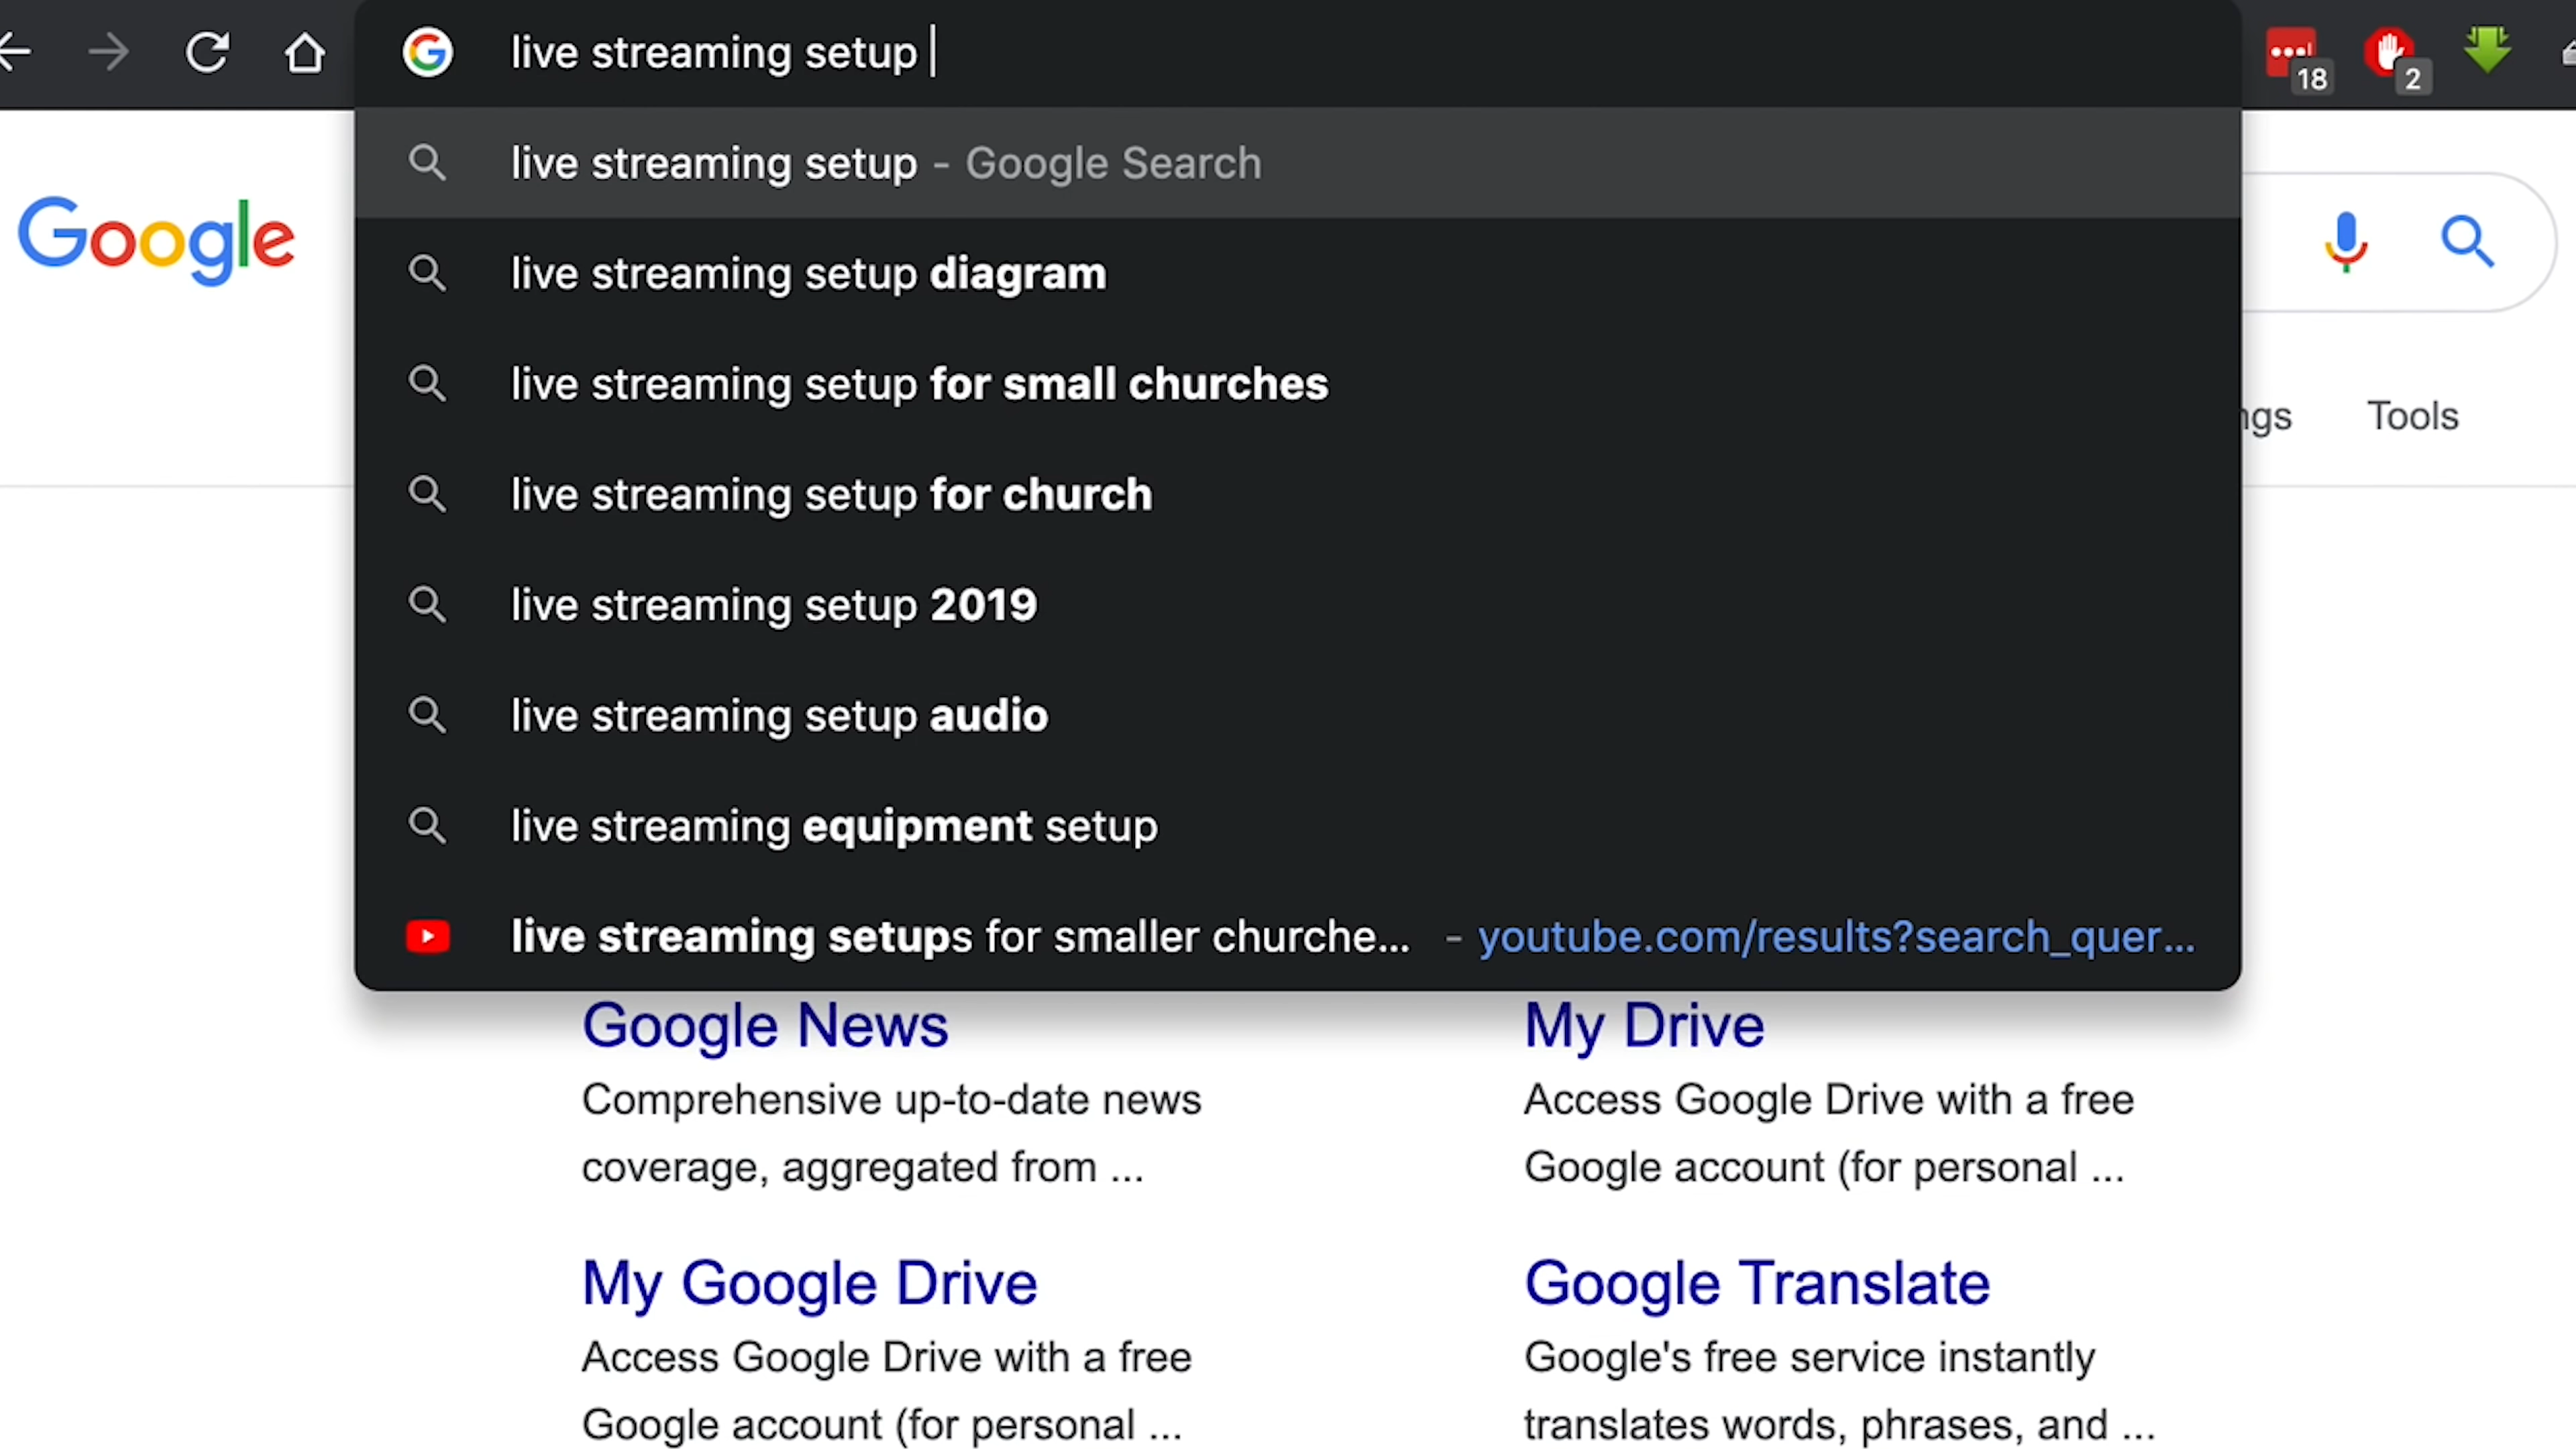 live streaming setup
18
2
live streaming setup - Google Search
Google
live streaming setup diagram
live streaming setup for small churches
ngs Tools
live streaming setup for church
live streaming setup 2019
live streaming setup audio
live streaming equipment setup
live streaming setups for smaller churche... - youtube.com/results?search_quer...
Google News
Comprehensive up-to-date news
coverage, aggregated from ...
My Drive
Access Google Drive with a free
Google account (for personal ...
My Google Drive
Access Google Drive with a free
Google account (for personal ...
Google Translate
Google's free service instantly
translates words, phrases, and ...